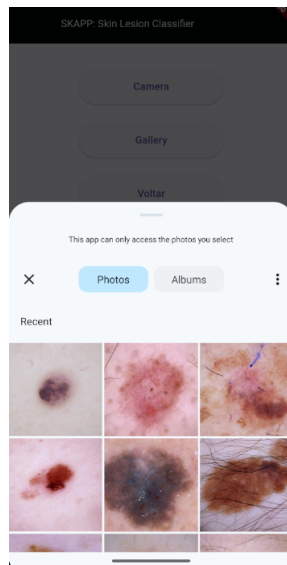 SKAPP: Skin Lesion Classifier
Camera
Gallery
Voltar
This app can only access the photos you select
Photos
Albums
Recent